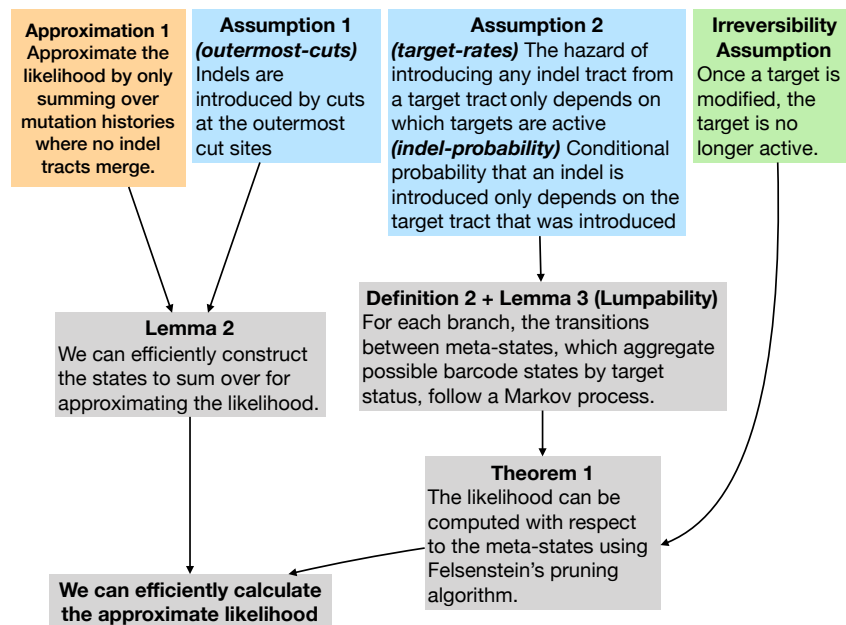 Approximation 1
Approximate the
likelihood by only
summing over
mutation histories
where no indel
tracts merge.
Assumption 1
(outermost-cuts)
Indels are
introduced by cuts
at the outermost
cut sites
Assumption 2
(target-rates) The hazard of
introducing any indel tract from
a target tract only depends on
which targets are active
(indel-probability) Conditional
probability that an indel is
introduced only depends on the
target tract that was introduced
Irreversibility
Assumption
Once a target is
modified, the
target is no
longer active.
Lemma 2
We can efficiently construct
the states to sum over for
approximating the likelihood.
Definition 2 + Lemma 3 (Lumpability)
For each branch, the transitions
between meta-states, which aggregate
possible barcode states by target
status, follow a Markov process.
Theorem 1
The likelihood can be
computed with respect
to the meta-states using
Felsenstein's pruning
algorithm.
We can efficiently calculate
the approximate likelihood